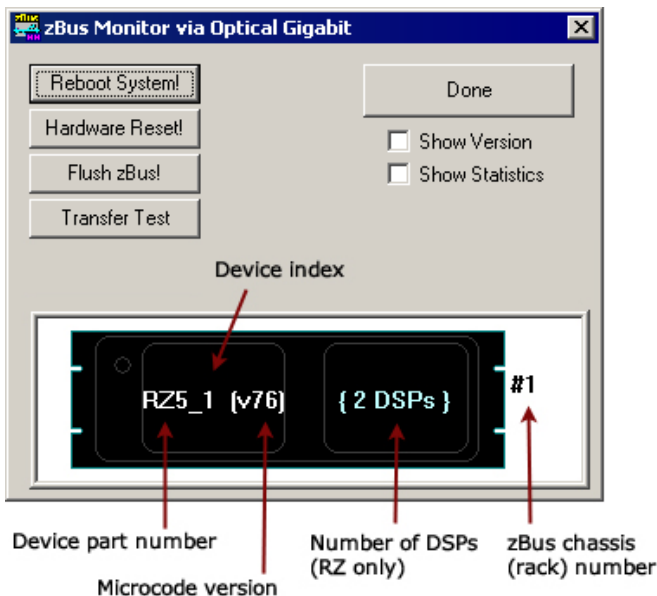 zBus Monitor via Optical Gigabit
Reboot System!
Done
Hardware Reset!
Show Version
Flush zBus!
Show Statistics
Transfer Test
Device index
RZ5_1 (v76)
{ 2 DSPs }
#1
Device part number
Number of DSPs
(RZ only)
zBus chassis
(rack) number
Microcode version